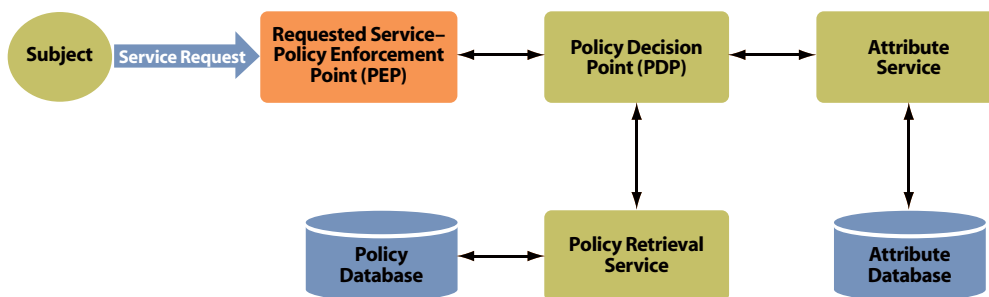 Subject
Service Request
Requested Service–
Policy Enforcement
Point (PEP)
Policy Decision
Point (PDP)
Attribute
Service
Policy
Database
Policy Retrieval
Service
Attribute
Database